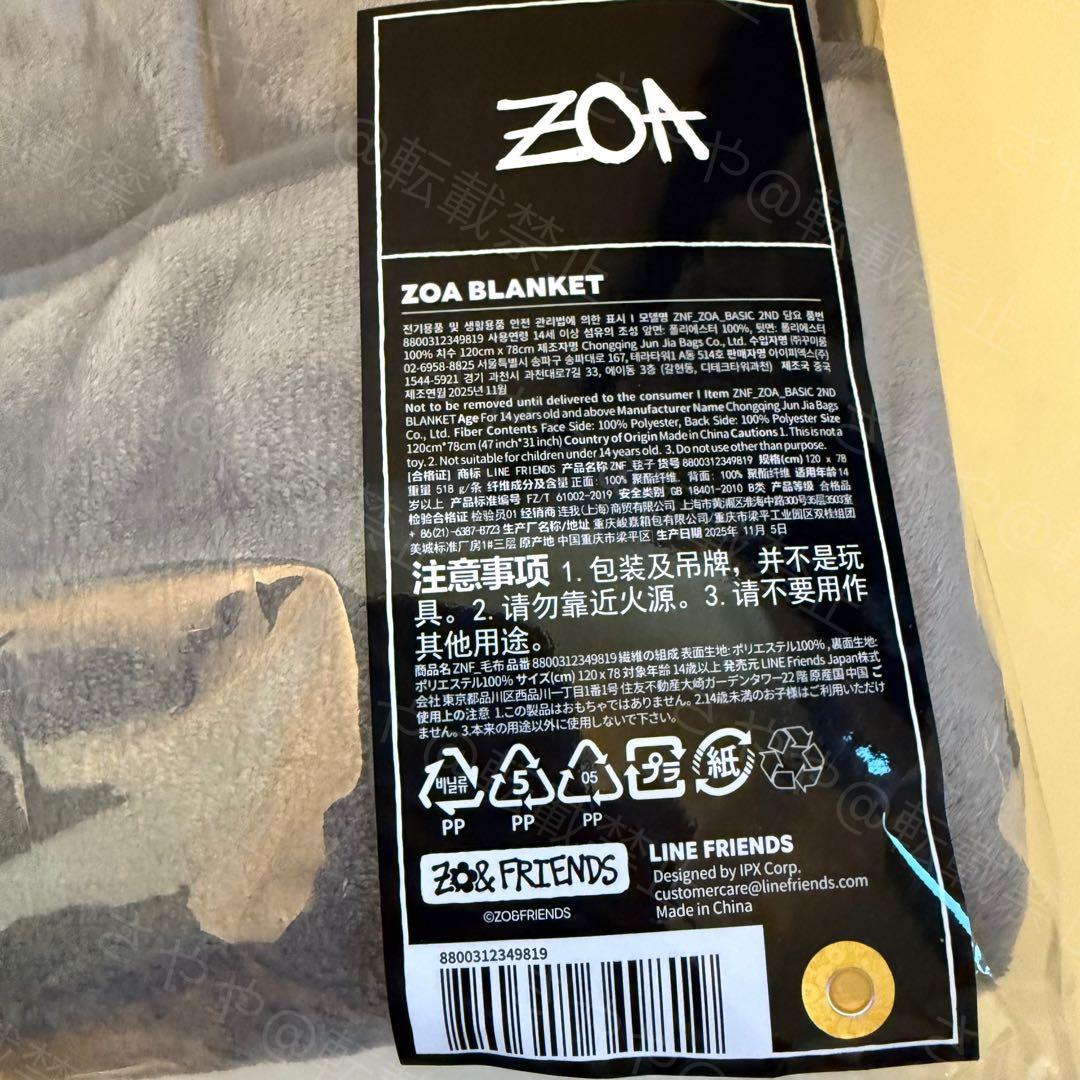 ZOA
ZOA BLANKET
전기용품 및 생활용품 안전 관리법에 의한 표시 I 모델명 ZNF_ZOA_BASIC 2ND 담요 품번
8800312349819 사용연령 14세 이상 섬유의 조성 앞면: 폴리에스터 100%, 뒷면: 폴리에스터
100% 치수 120cm x 78cm 제조자명 Chongqing Jun Jia Bags Co., Ltd. 수입자명 ㈜꾸미룸
02-6958-8825 서울특별시 송파구 송파대로 167, 테라타워1 A동 514호 판매자명 아이피엑스(주)
1544-5921 경기 과천시 과천대로7길 33, 에이동 3층 (갈현동, 디테크타워과천) 제조국 중국
제조연월 2025년 11월
Not to be removed until delivered to the consumer I Item ZNF_ZOA_BASIC 2ND
BLANKET Age For 14 years old and above Manufacturer Name Chongqing Jun Jia Bags
Co., Ltd. Fiber Contents Face Side: 100% Polyester, Back Side: 100% Polyester Size
120cm*78cm (47 inch*31 inch) Country of Origin Made in China Cautions 1. This is not a
toy. 2. Not suitable for children under 14 years old. 3. Do not use other than purpose.
[合格证] 商标 LINE FRIENDS 产品名称 ZNF_毯子 货号 8800312349819 规格(cm) 120 x 78
重量 518 g/条 纤维成分及含量 正面: 100% 聚酯纤维. 背面: 100% 聚酯纤维 适用年龄 14
岁以上 产品标准编号 FZ/T 61002-2019 安全类别 GB 18401-2010 B类 产品等级 合格品
检验合格证 检验员01 经销商 连我(上海)商贸有限公司 上海市黄浦区淮海中路300号35层3503室
+ 86(21)-6387-8723 生产厂名称/地址 重庆峻嘉箱包有限公司/重庆市梁平工业园区双桂组团
美城标准厂房1#三层 原产地 中国重庆市梁平区 生产日期 2025年 11月 5日
注意事项 1. 包装及吊牌，并不是玩
具。2. 请勿靠近火源。3. 请不要用作
其他用途。
商品名 ZNF_毛布 品番 8800312349819 繊維の組成 表面生地: ポリエステル100% , 裏面生地:
ポリエステル100% サイズ(cm) 120 x 78 対象年齢 14歳以上 発売元 LINE Friends Japan株式
会社 東京都品川区西品川一丁目1番1号 住友不動産大崎ガーデンタワー22階 原産国 中国 ご
使用上の注意 1.この製品はおもちゃではありません。2.14歳未満のお子様はご利用いただけ
ません。3.本来の用途以外に使用しないで下さい。
비닐류 5 05 プラ 紙
PP PP PP
ZO& FRIENDS
©ZO&FRIENDS
LINE FRIENDS
Designed by IPX Corp.
customercare@linefriends.com
Made in China
8800312349819
さやや@転載禁止